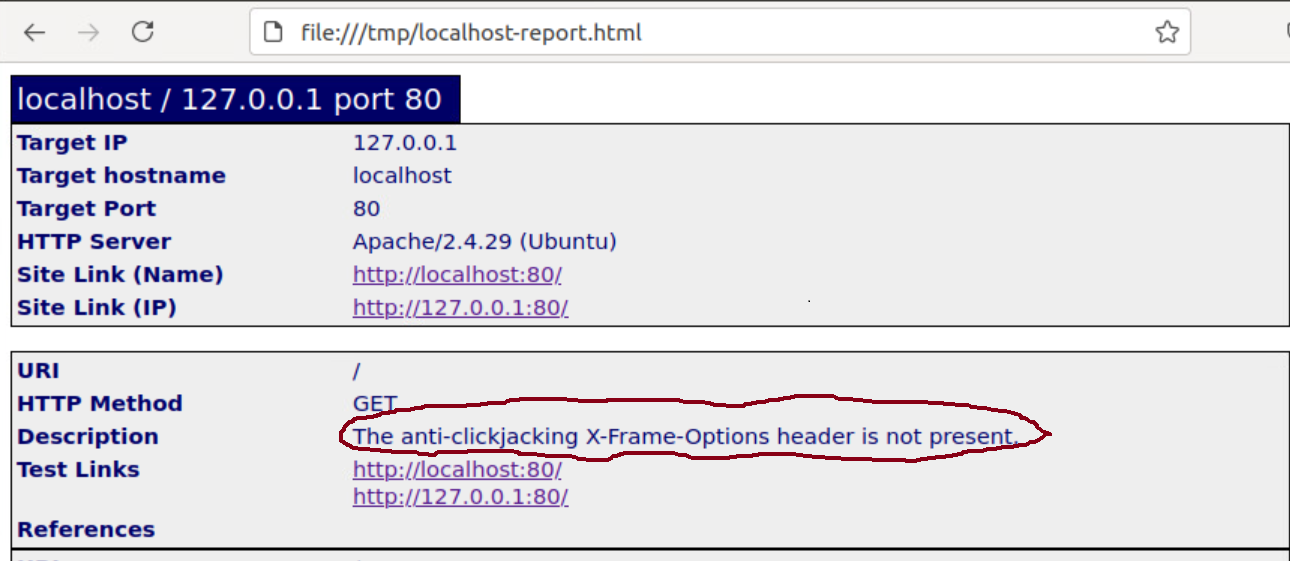 file:///tmp/localhost-report.html
localhost / 127.0.0.1 port 80
Target IP 127.0.0.1
Target hostname localhost
Target Port 80
HTTP Server Apache/2.4.29 (Ubuntu)
Site Link (Name) http://localhost:80/
Site Link (IP) http://127.0.0.1:80/
URI /
HTTP Method GET
Description The anti-clickjacking X-Frame-Options header is not present.
Test Links http://localhost:80/
http://127.0.0.1:80/
References